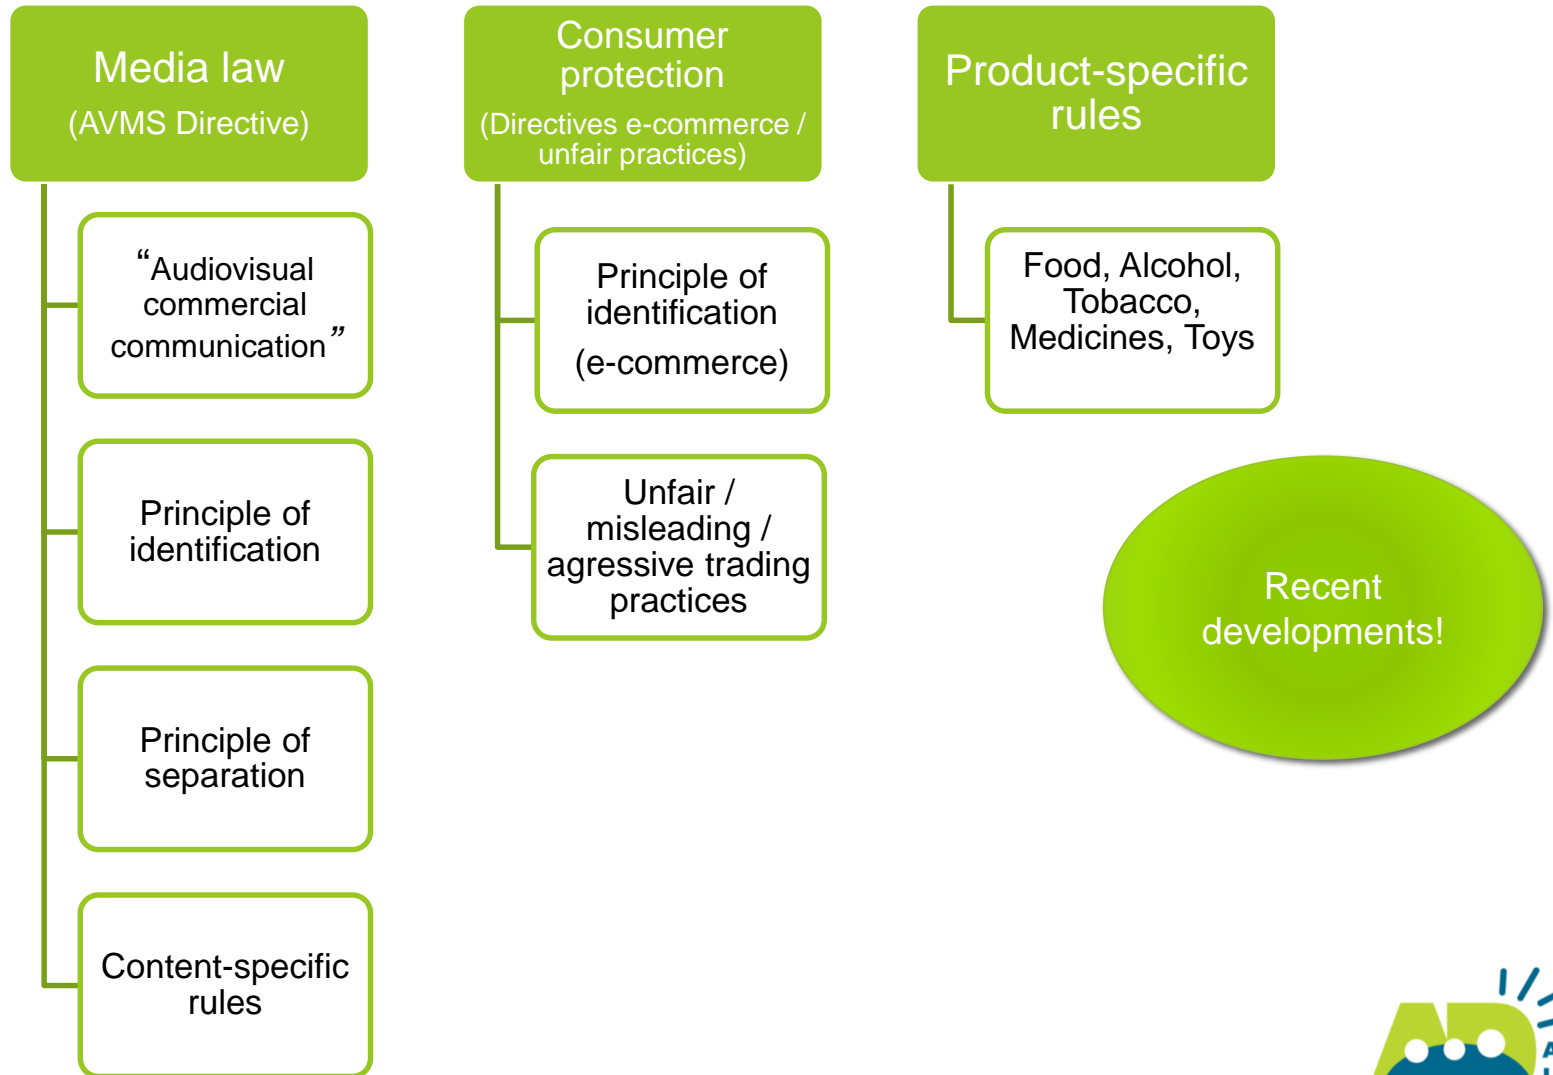 Media law
(AVMS Directive)
“Audiovisual
commercial
communication”
Principle of
identification
Principle of
separation
Content-specific
rules
Consumer
protection
(Directives e-commerce /
unfair practices)
Principle of
identification
(e-commerce)
Unfair /
misleading /
agressive trading
practices
Product-specific
rules
Food, Alcohol,
Tobacco,
Medicines, Toys
Recent
developments!
AD